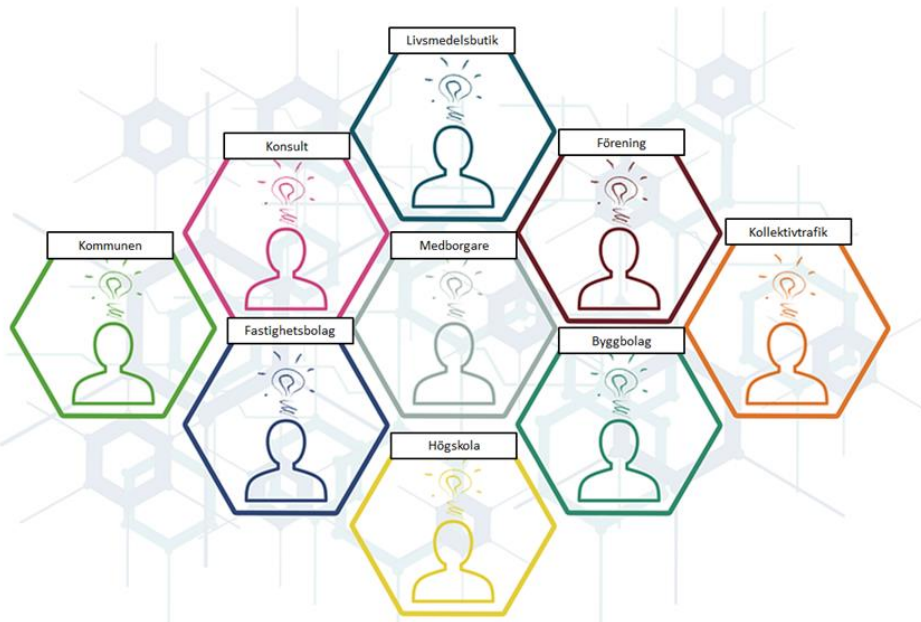 Livsmedelsbutik
Konsult
Förening
Kommunen
Medborgare
Kollektivtrafik
Fastighetsbolag
Byggbolag
Högskola